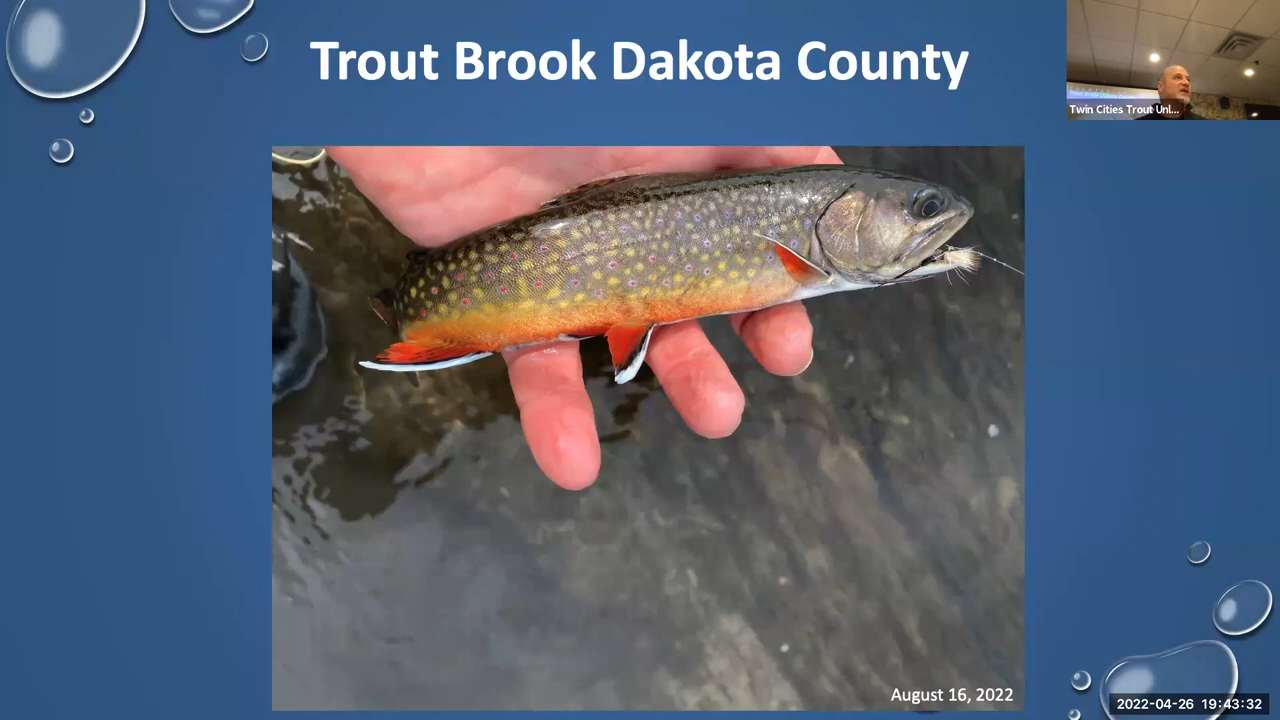 Trout Brook Dakota County
Twin Cities Trout Unl...
August 16, 2022
2022-04-26 19:43:32